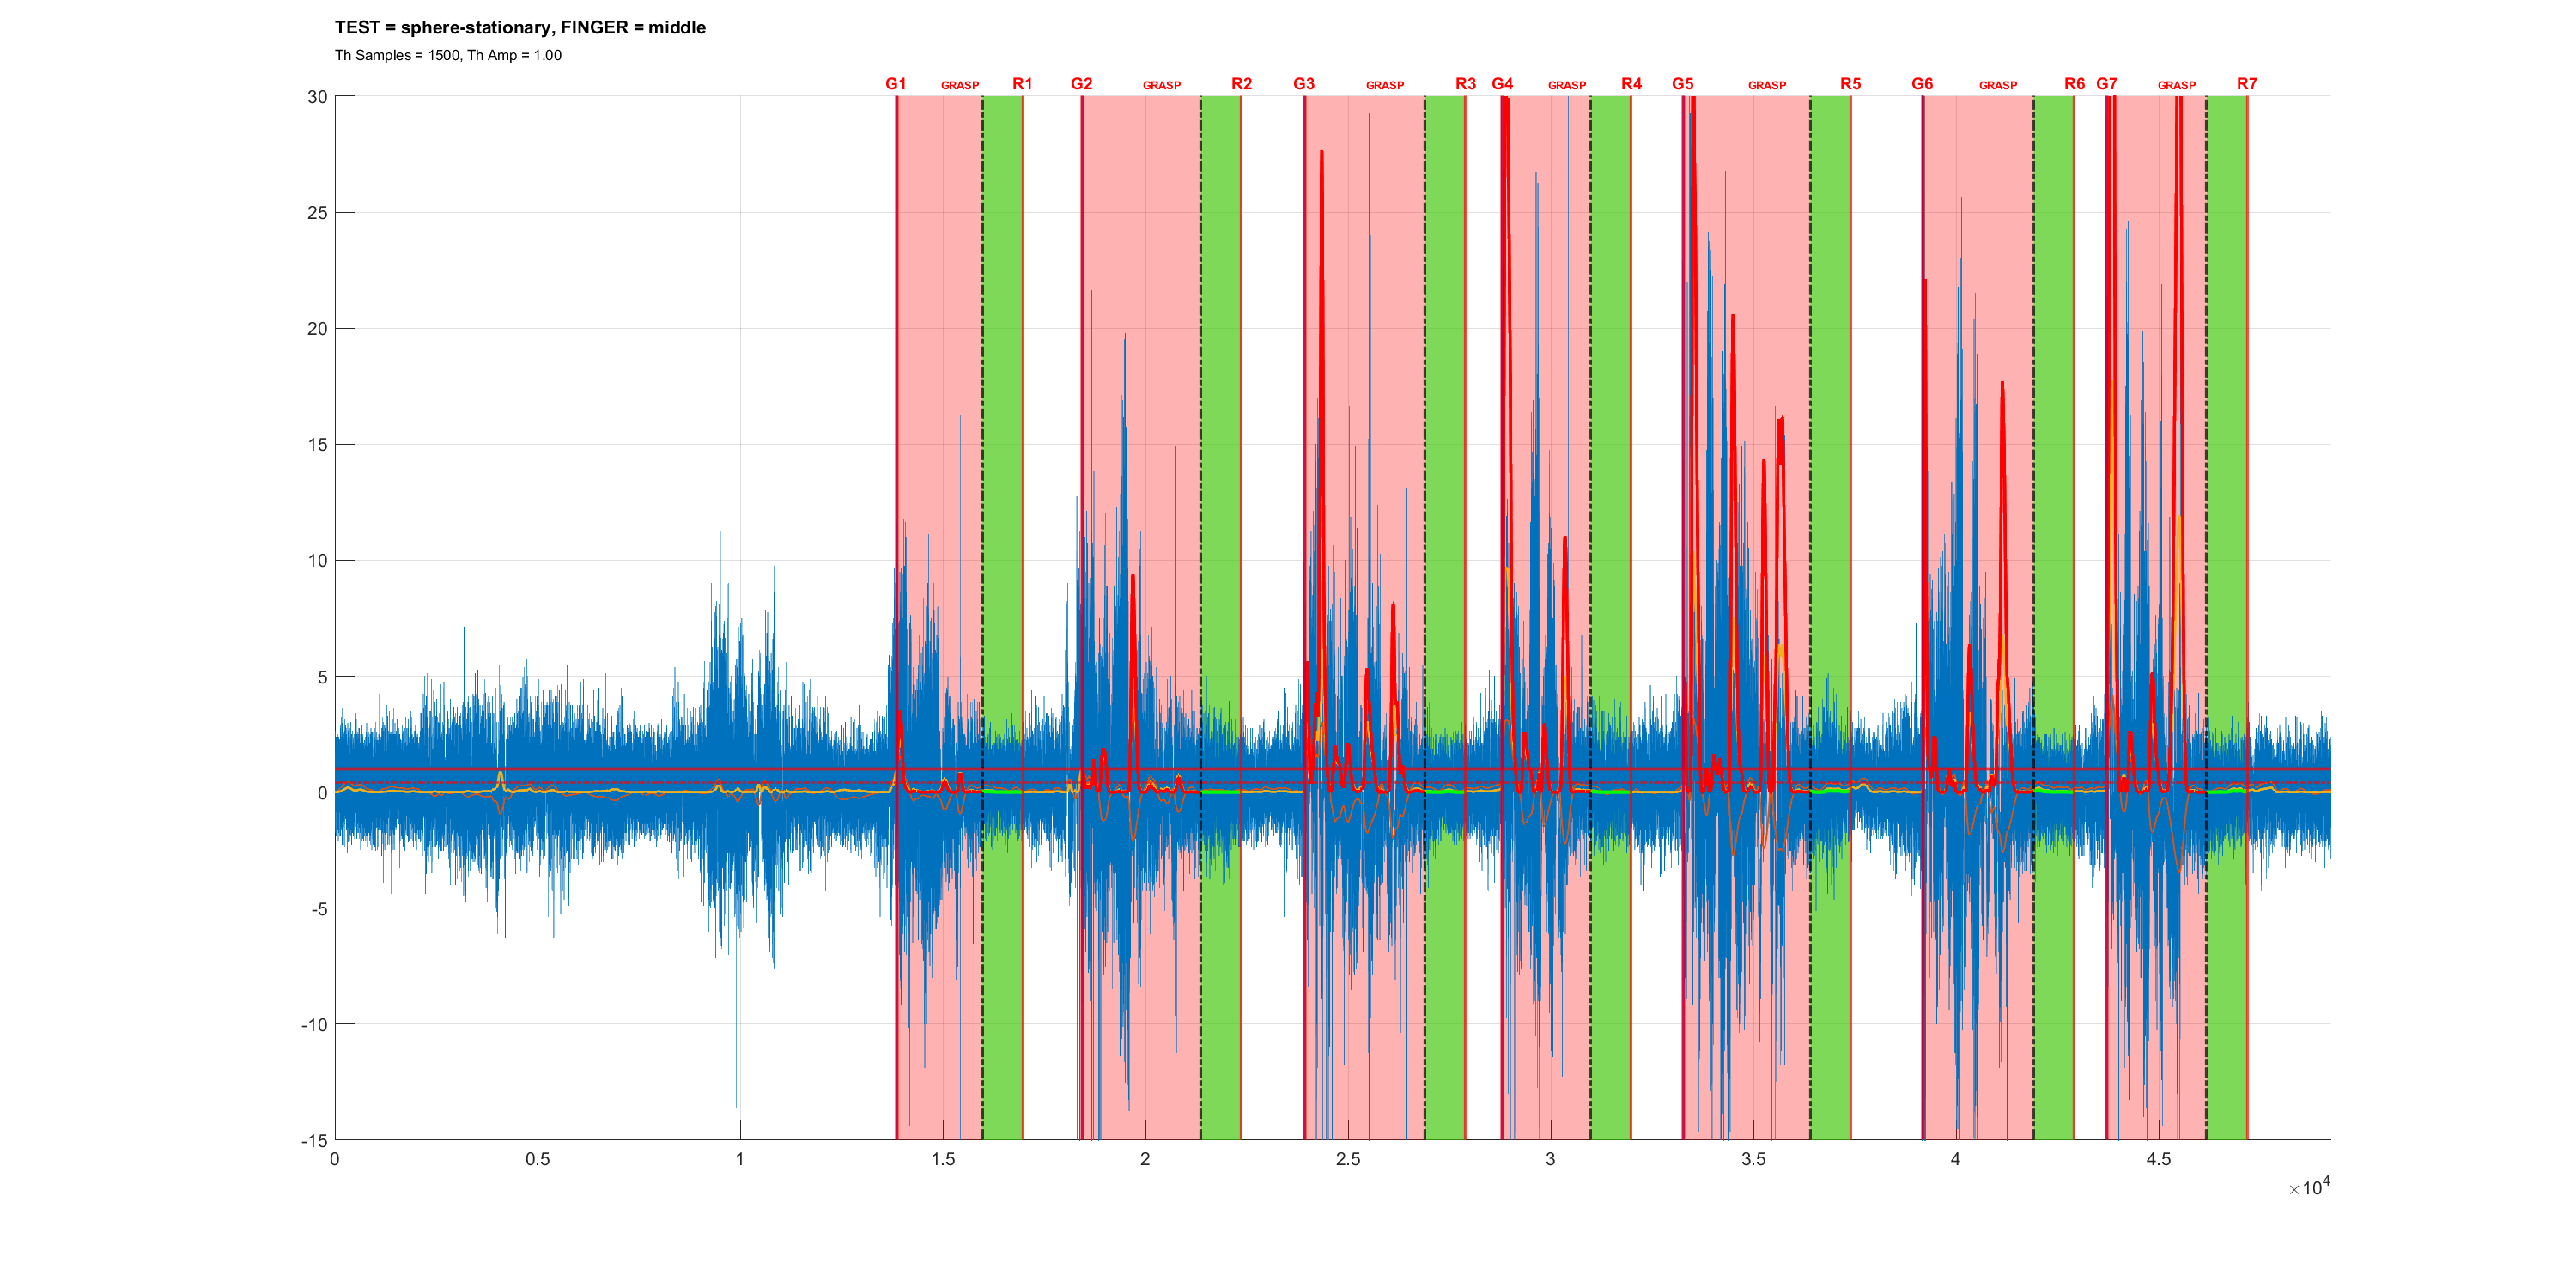 TEST = sphere-stationary, FINGER = middle
Th Samples = 1500, Th Amp = 1.00
G1 GRASP R1 G2 GRASP R2 G3 GRASP R3 G4 GRASP R4 G5 GRASP R5 G6 GRASP R6 G7 GRASP R7
30
25
20
15
10
5
0
-5
-10
-15
0 0.5 1 1.5 2 2.5 3 3.5 4 4.5
×10⁴